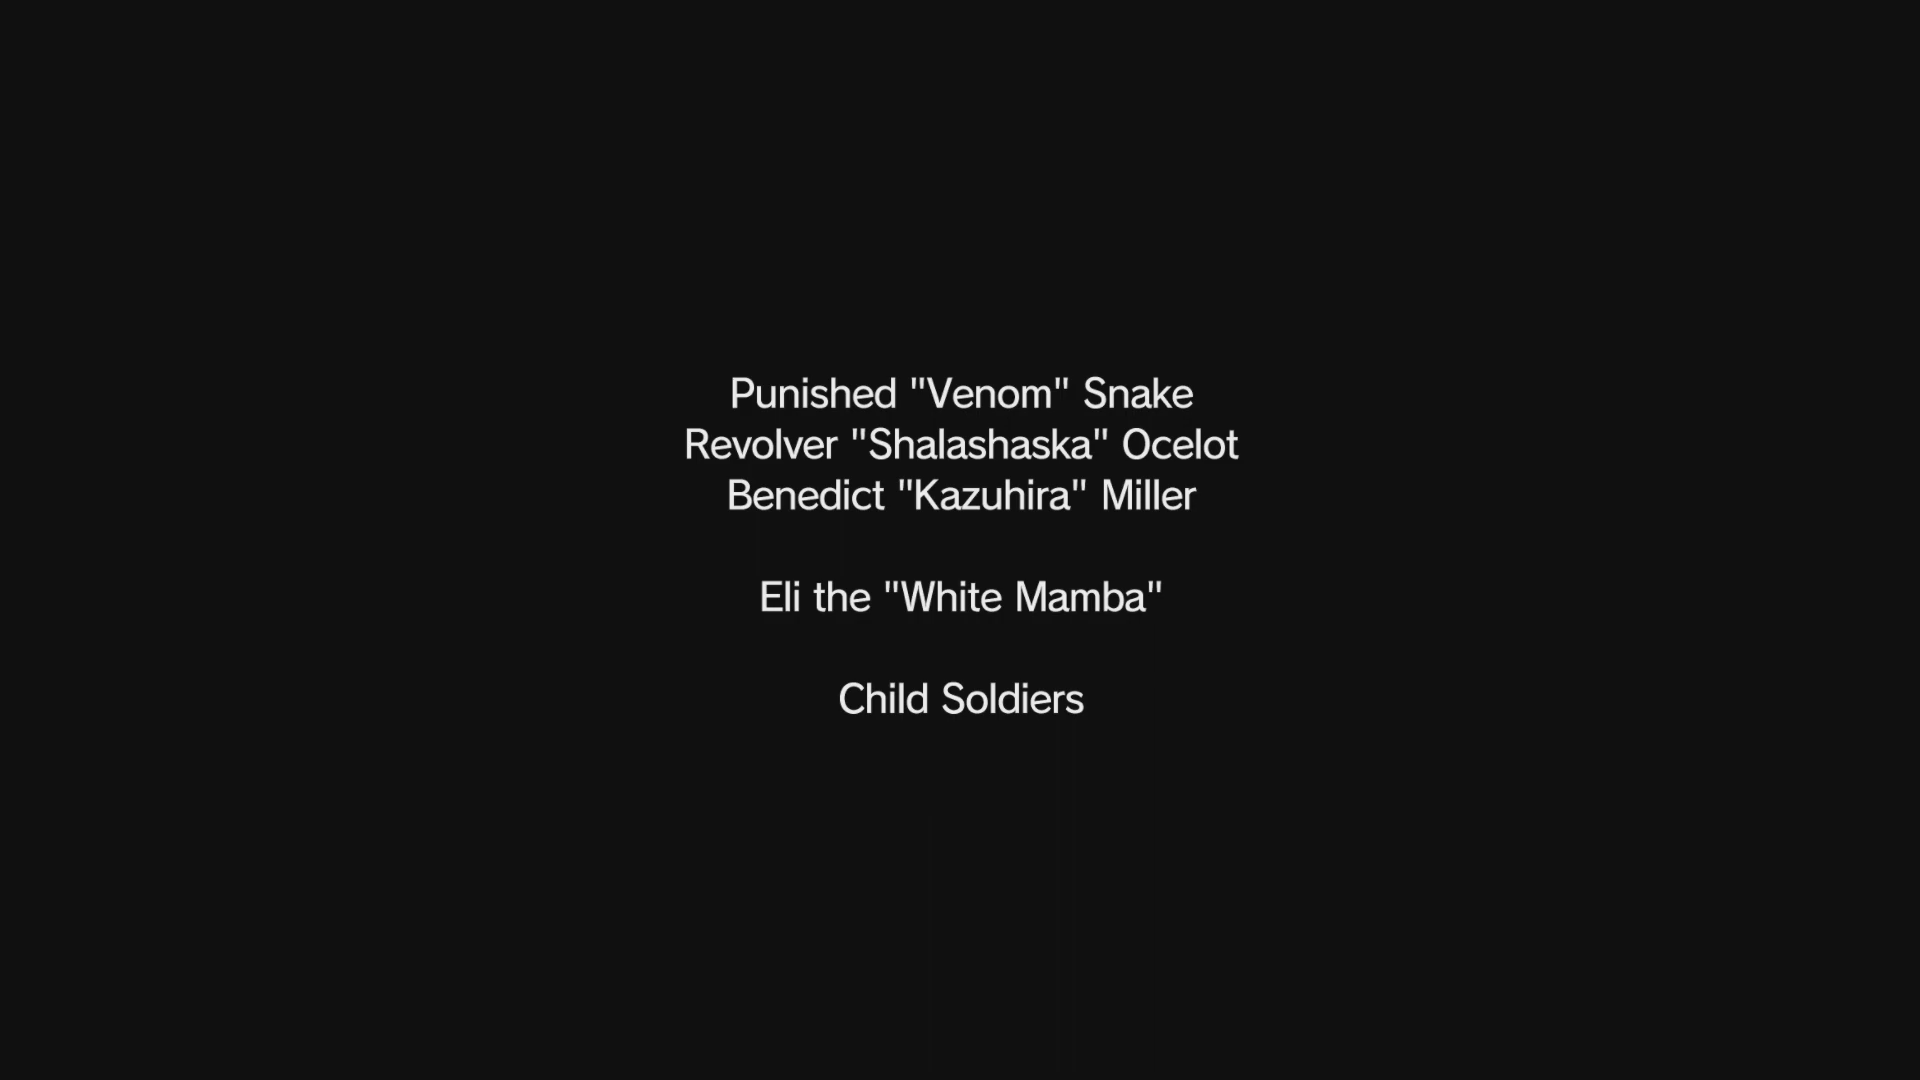 Punished "Venom" Snake
Revolver "Shalashaska" Ocelot
Benedict "Kazuhira" Miller
Eli the "White Mamba"
Child Soldiers